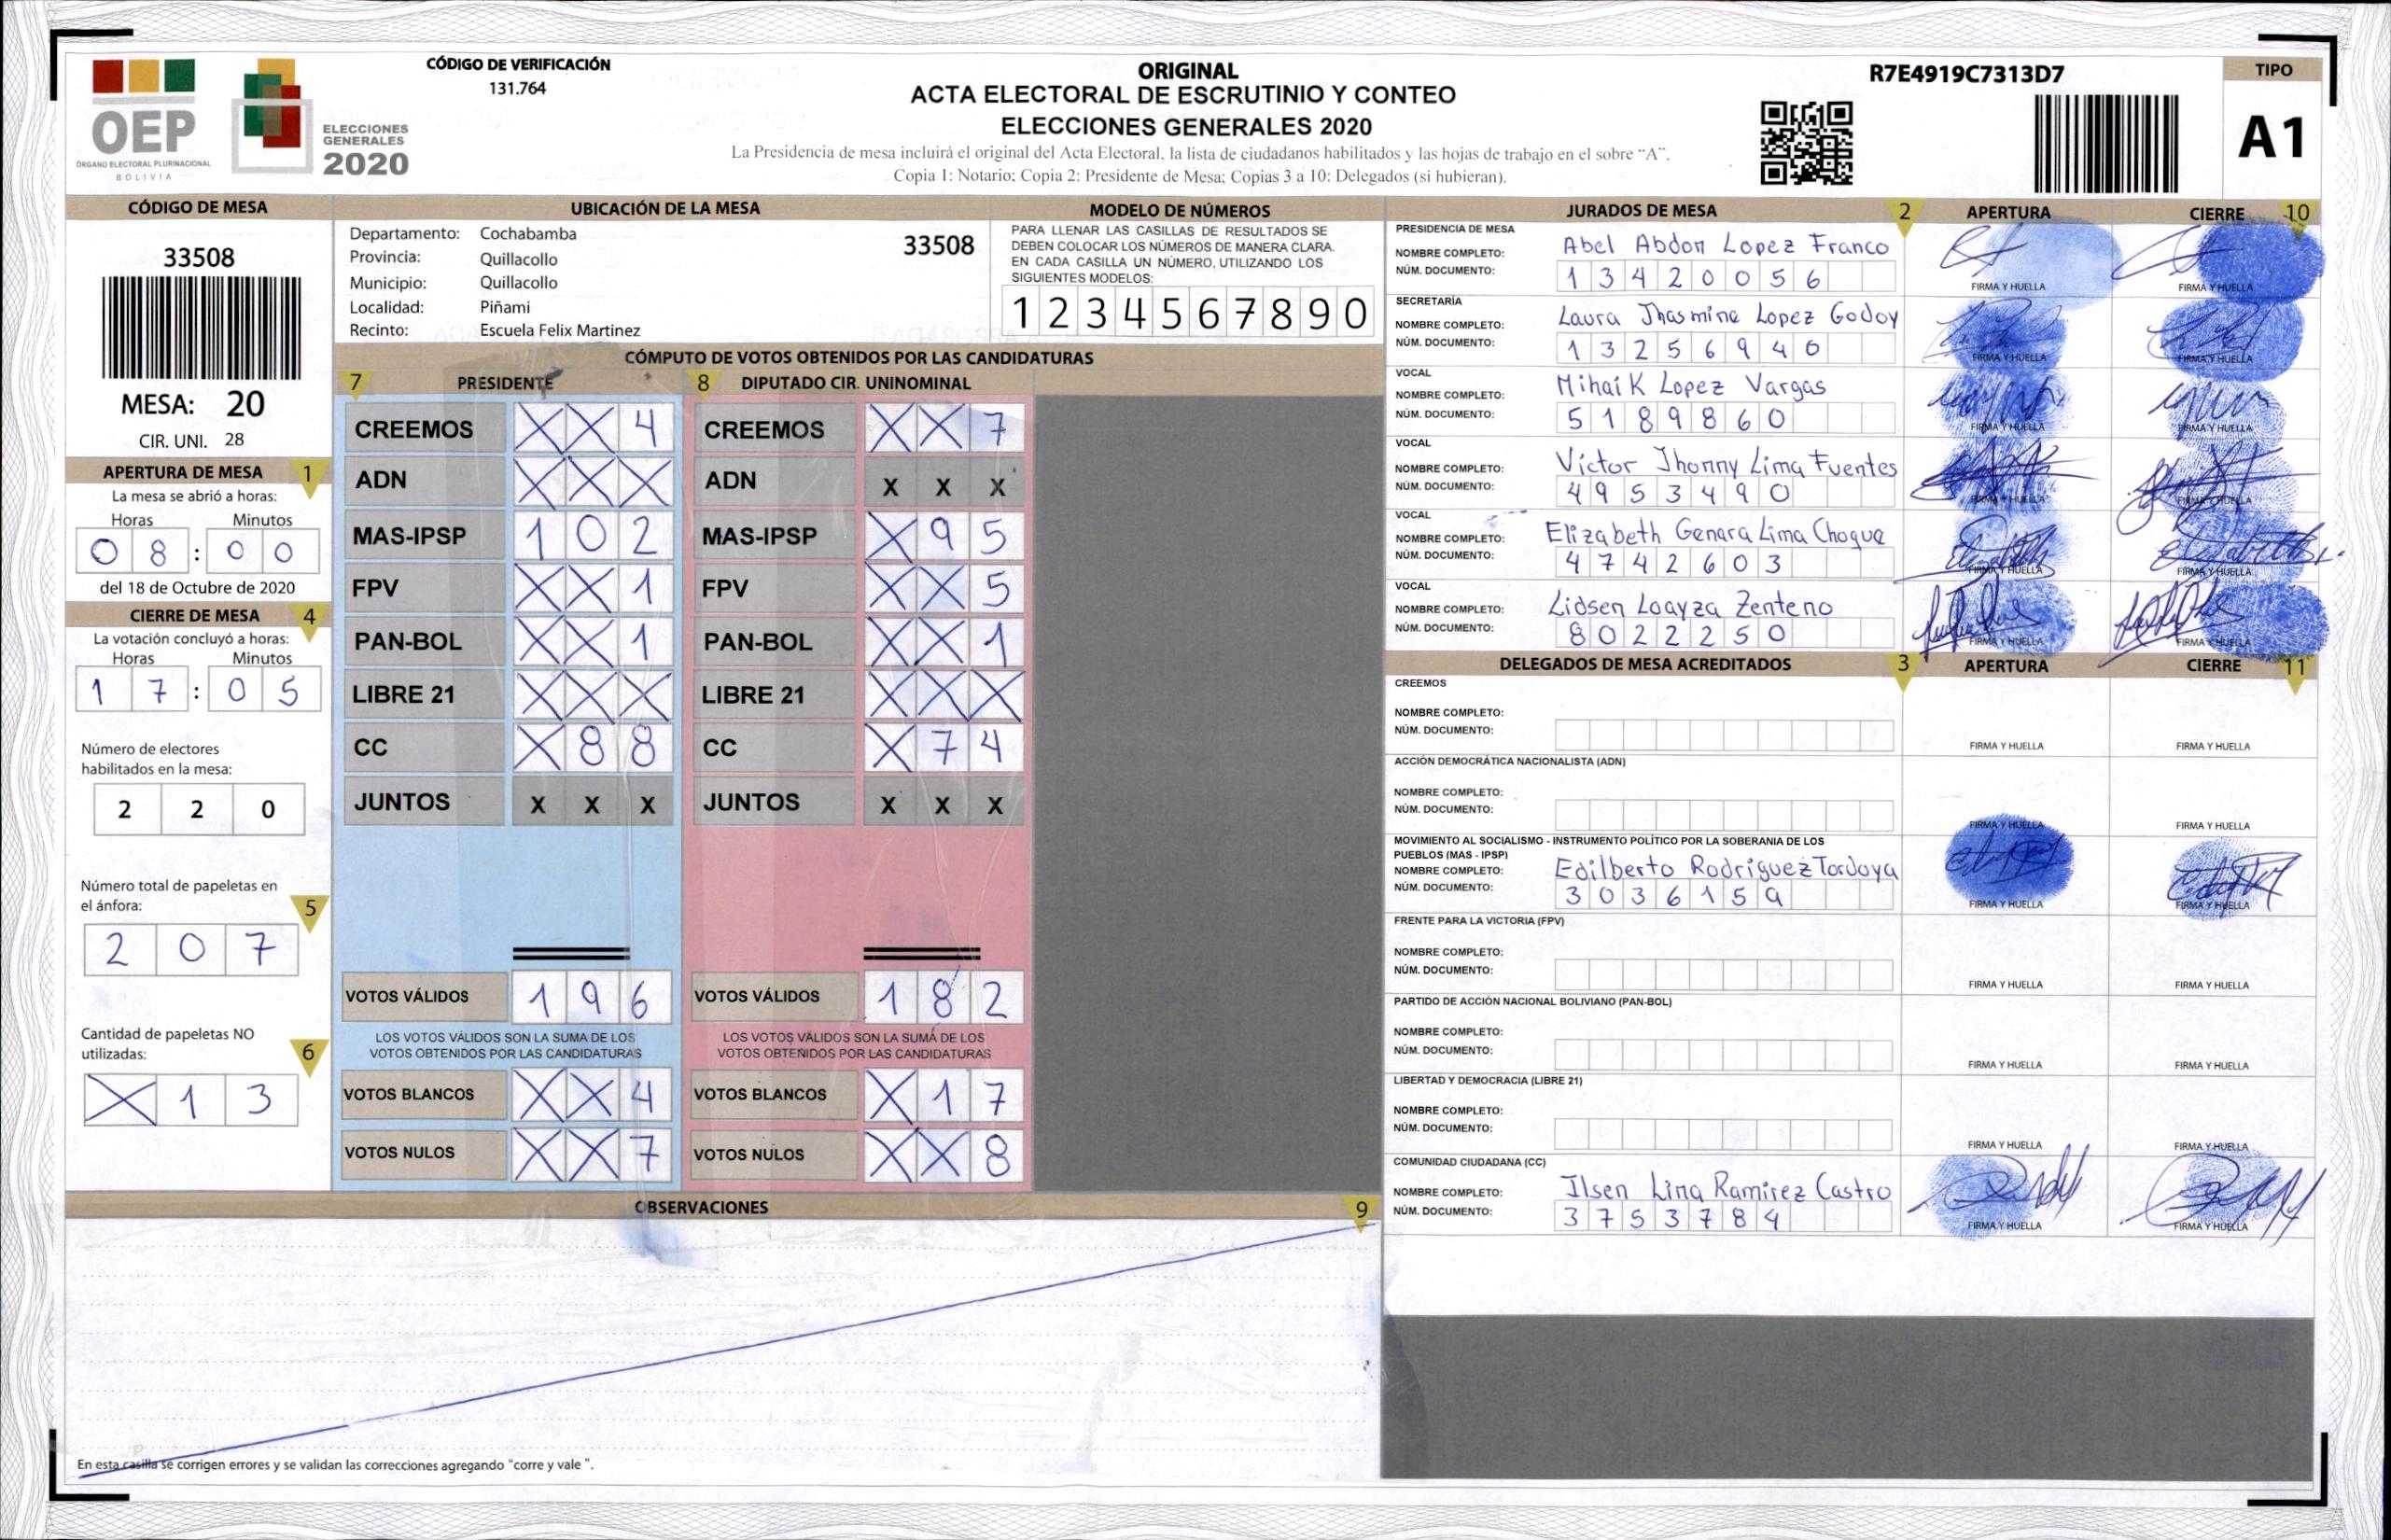 OEP
ÓRGANO ELECTORAL PLURINACIONAL
BOLIVIA
ELECCIONES
GENERALES
2020
CÓDIGO DE VERIFICACIÓN
131.764
ORIGINAL
ACTA ELECTORAL DE ESCRUTINIO Y CONTEO
ELECCIONES GENERALES 2020
La Presidencia de mesa incluirá el original del Acta Electoral, la lista de ciudadanos habilitados y las hojas de trabajo en el sobre "A".
Copia 1: Notario; Copia 2: Presidente de Mesa; Copias 3 a 10: Delegados (si hubieran).
R7E4919C7313D7
TIPO
A1
CÓDIGO DE MESA
33508
MESA: 20
CIR. UNI. 28
APERTURA DE MESA 1
La mesa se abrió a horas:
Horas Minutos
0 8 : 0 0
del 18 de Octubre de 2020
CIERRE DE MESA 4
La votación concluyó a horas:
Horas Minutos
1 7 : 0 5
Número de electores
habilitados en la mesa:
2 2 0
Número total de papeletas en
el ánfora: 5
2 0 7
Cantidad de papeletas NO
utilizadas: 6
X 1 3
UBICACIÓN DE LA MESA
Departamento: Cochabamba
33508
Provincia: Quillacollo
Municipio: Quillacollo
Localidad: Piñami
Recinto: Escuela Felix Martinez
MODELO DE NÚMEROS
PARA LLENAR LAS CASILLAS DE RESULTADOS SE
DEBEN COLOCAR LOS NÚMEROS DE MANERA CLARA.
EN CADA CASILLA UN NÚMERO, UTILIZANDO LOS
SIGUIENTES MODELOS:
1 2 3 4 5 6 7 8 9 0
CÓMPUTO DE VOTOS OBTENIDOS POR LAS CANDIDATURAS
7 PRESIDENTE
CREEMOS X X 4
ADN X X X
MAS-IPSP 1 0 2
FPV X X 1
PAN-BOL X X 1
LIBRE 21 X X X
CC X 8 8
JUNTOS X X X
VOTOS VÁLIDOS 1 9 6
LOS VOTOS VÁLIDOS SON LA SUMA DE LOS
VOTOS OBTENIDOS POR LAS CANDIDATURAS
VOTOS BLANCOS X X 4
VOTOS NULOS X X 7
8 DIPUTADO CIR. UNINOMINAL
CREEMOS X X 7
ADN X X X
MAS-IPSP X 9 5
FPV X X 5
PAN-BOL X X 1
LIBRE 21 X X X
CC X 7 4
JUNTOS X X X
VOTOS VÁLIDOS 1 8 2
LOS VOTOS VÁLIDOS SON LA SUMA DE LOS
VOTOS OBTENIDOS POR LAS CANDIDATURAS
VOTOS BLANCOS X 1 7
VOTOS NULOS X X 8
OBSERVACIONES 9
En esta casilla se corrigen errores y se validan las correcciones agregando "corre y vale ".
JURADOS DE MESA 2 APERTURA CIERRE 10
PRESIDENCIA DE MESA
NOMBRE COMPLETO: Abel Abdon Lopez Franco
NÚM. DOCUMENTO: 1 3 4 2 0 0 5 6
FIRMA Y HUELLA FIRMA Y HUELLA
SECRETARÍA
NOMBRE COMPLETO: Laura Jhasmine Lopez Godoy
NÚM. DOCUMENTO: 1 3 2 5 6 9 4 0
FIRMA Y HUELLA FIRMA Y HUELLA
VOCAL
NOMBRE COMPLETO: Mihaik Lopez Vargas
NÚM. DOCUMENTO: 5 1 8 9 8 6 0
FIRMA Y HUELLA FIRMA Y HUELLA
VOCAL
NOMBRE COMPLETO: Victor Jhonny Lima Fuentes
NÚM. DOCUMENTO: 4 9 5 3 4 9 0
FIRMA Y HUELLA FIRMA Y HUELLA
VOCAL
NOMBRE COMPLETO: Elizabeth Genara Lima Choque
NÚM. DOCUMENTO: 4 7 4 2 6 0 3
FIRMA Y HUELLA FIRMA Y HUELLA
VOCAL
NOMBRE COMPLETO: Lidsen Loayza Zenteno
NÚM. DOCUMENTO: 8 0 2 2 2 5 0
FIRMA Y HUELLA FIRMA Y HUELLA
DELEGADOS DE MESA ACREDITADOS 3 APERTURA CIERRE 11
CREEMOS
NOMBRE COMPLETO:
NÚM. DOCUMENTO:
FIRMA Y HUELLA FIRMA Y HUELLA
ACCIÓN DEMOCRÁTICA NACIONALISTA (ADN)
NOMBRE COMPLETO:
NÚM. DOCUMENTO:
FIRMA Y HUELLA FIRMA Y HUELLA
MOVIMIENTO AL SOCIALISMO - INSTRUMENTO POLÍTICO POR LA SOBERANIA DE LOS
PUEBLOS (MAS - IPSP)
NOMBRE COMPLETO: Edilberto Rodriguez Tordoya
NÚM. DOCUMENTO: 3 0 3 6 1 5 9
FIRMA Y HUELLA FIRMA Y HUELLA
FRENTE PARA LA VICTORIA (FPV)
NOMBRE COMPLETO:
NÚM. DOCUMENTO:
FIRMA Y HUELLA FIRMA Y HUELLA
PARTIDO DE ACCIÓN NACIONAL BOLIVIANO (PAN-BOL)
NOMBRE COMPLETO:
NÚM. DOCUMENTO:
FIRMA Y HUELLA FIRMA Y HUELLA
LIBERTAD Y DEMOCRACIA (LIBRE 21)
NOMBRE COMPLETO:
NÚM. DOCUMENTO:
FIRMA Y HUELLA FIRMA Y HUELLA
COMUNIDAD CIUDADANA (CC)
NOMBRE COMPLETO: Ilsen Lina Ramirez Castro
NÚM. DOCUMENTO: 3 7 5 3 7 8 4
FIRMA Y HUELLA FIRMA Y HUELLA